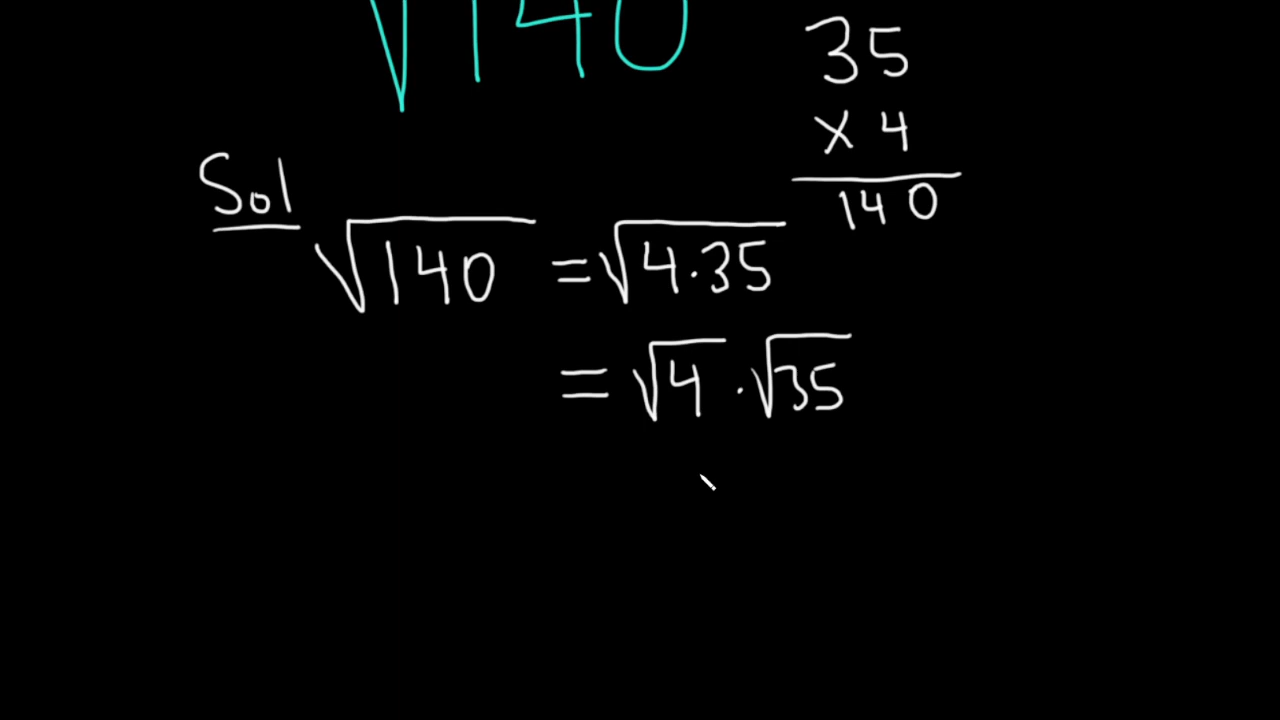 √140
35
× 4
140
Sol
√140 = √4·35
= √4 · √35